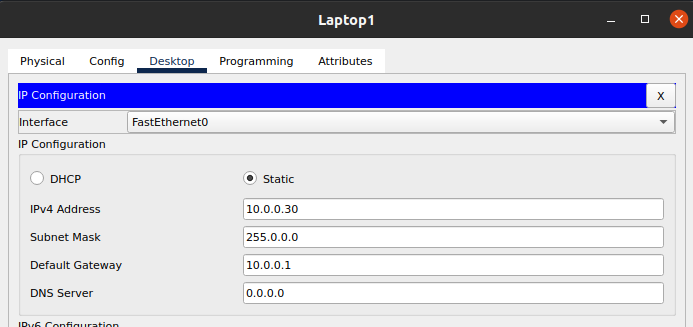 Laptop1
Physical Config Desktop Programming Attributes
IP Configuration X
Interface FastEthernet0
IP Configuration
DHCP Static
IPv4 Address 10.0.0.30
Subnet Mask 255.0.0.0
Default Gateway 10.0.0.1
DNS Server 0.0.0.0
IPv6 Configuration